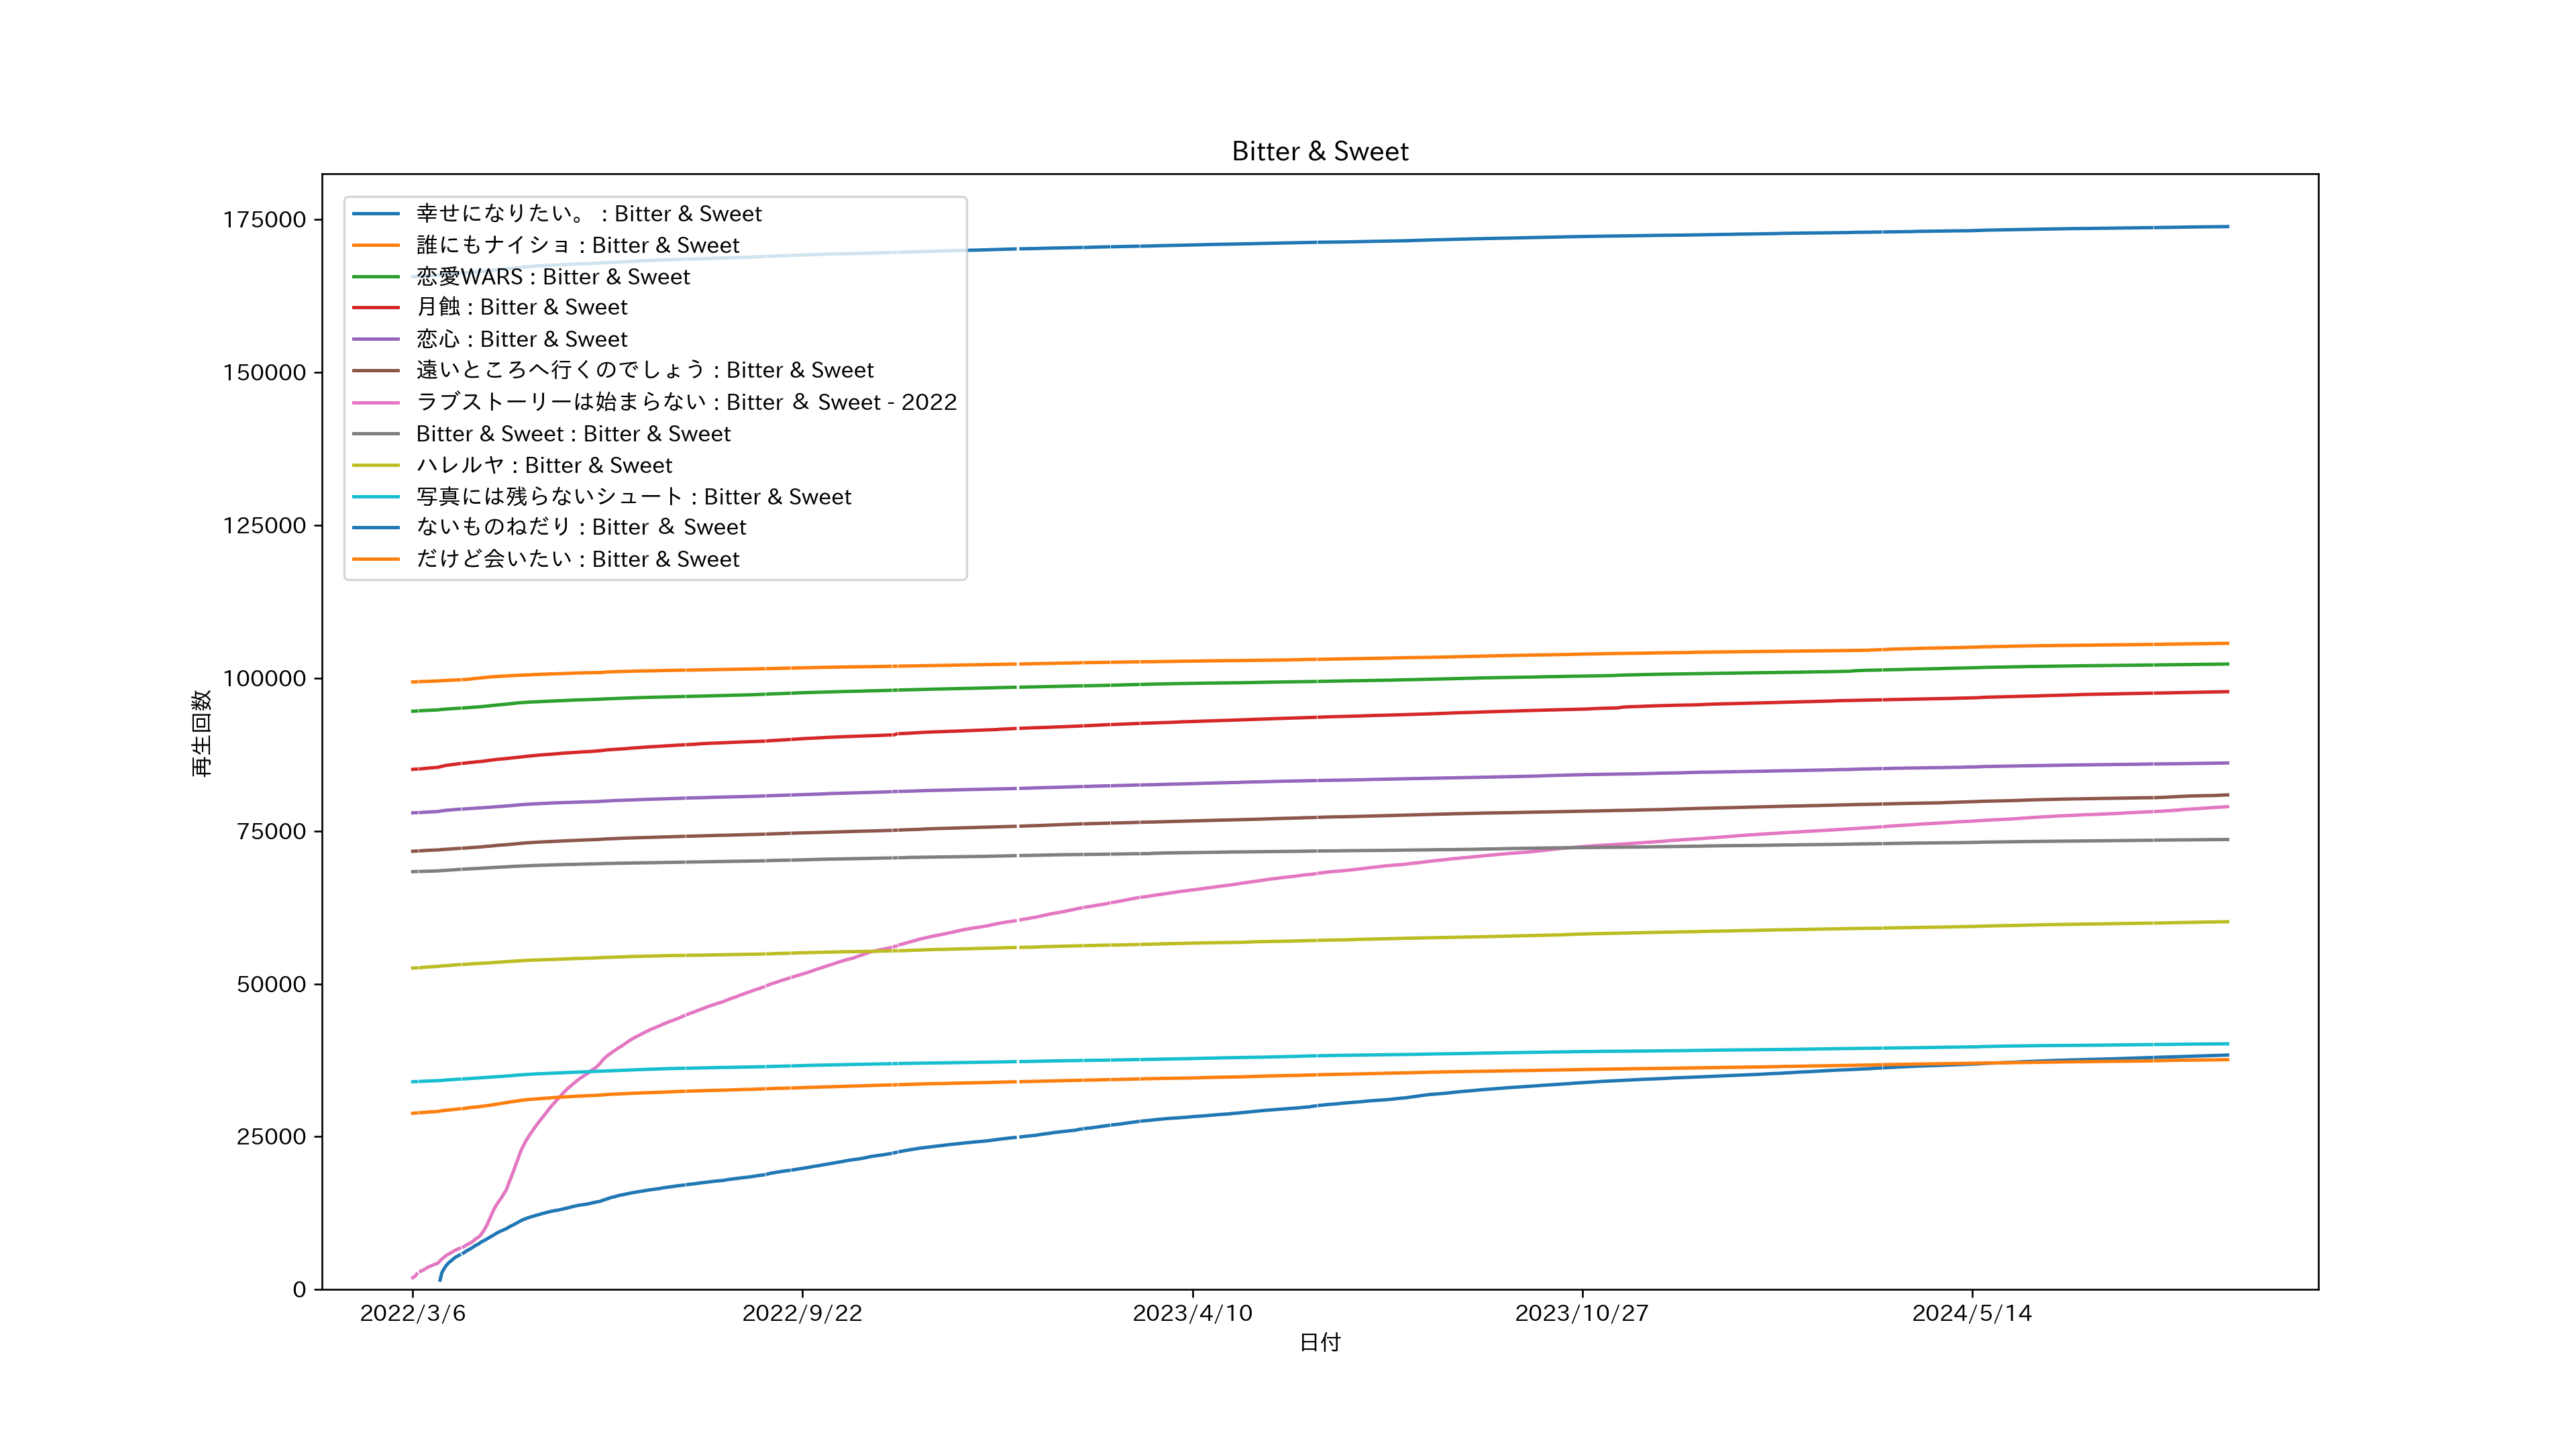 Bitter & Sweet
幸せになりたい。 : Bitter & Sweet
誰にもナイショ : Bitter & Sweet
恋愛WARS : Bitter & Sweet
月蝕 : Bitter & Sweet
恋心 : Bitter & Sweet
遠いところへ行くのでしょう : Bitter & Sweet
ラブストーリーは始まらない : Bitter ＆ Sweet - 2022
Bitter & Sweet : Bitter & Sweet
ハレルヤ : Bitter & Sweet
写真には残らないシュート : Bitter & Sweet
ないものねだり : Bitter ＆ Sweet
だけど会いたい : Bitter & Sweet
175000
150000
125000
100000
75000
50000
25000
0
再生回数
2022/3/6
2022/9/22
2023/4/10
2023/10/27
2024/5/14
日付